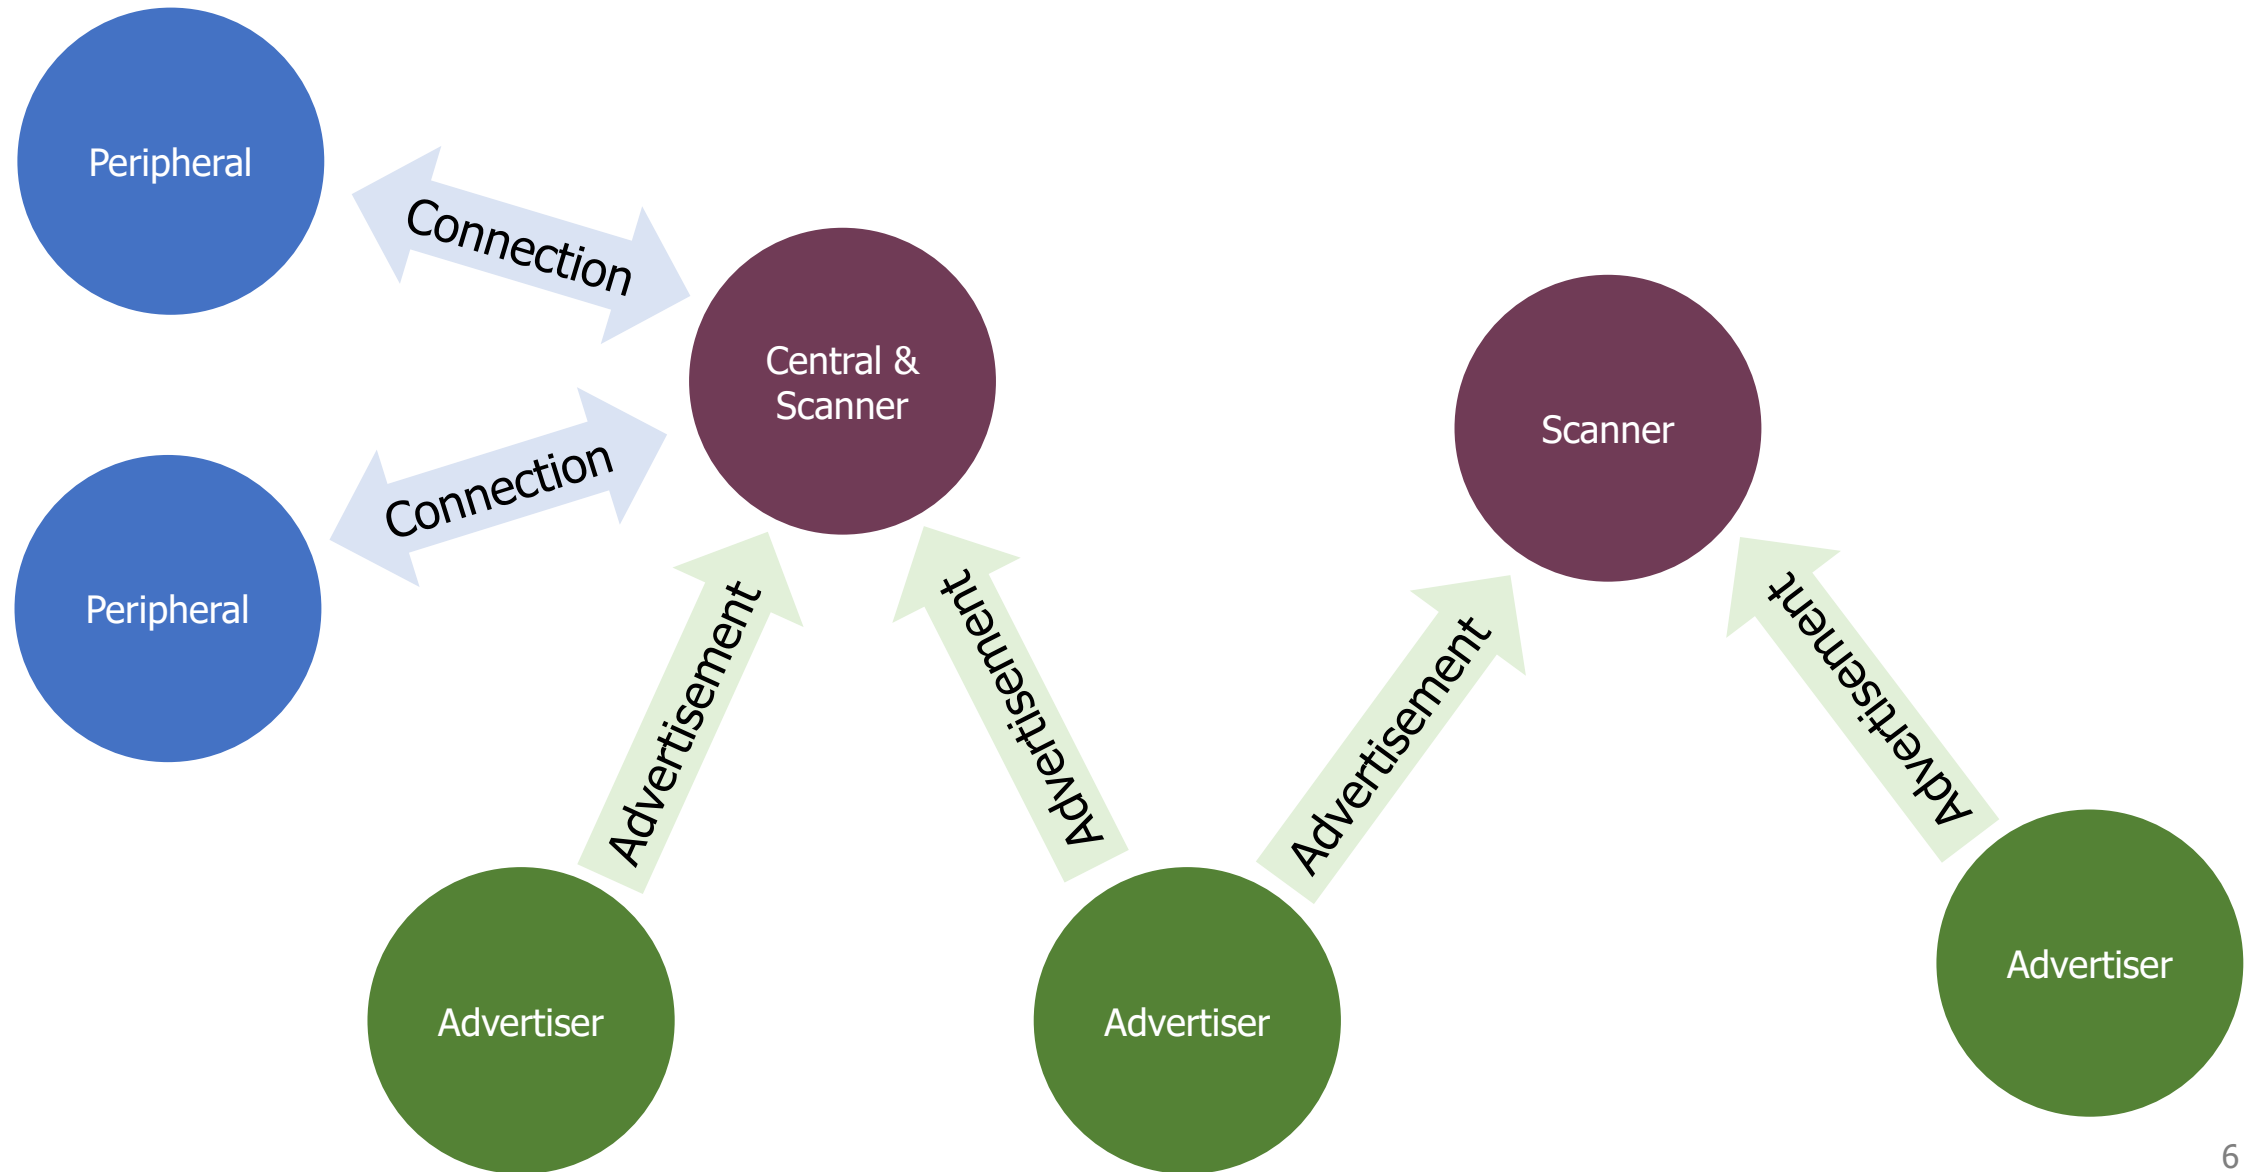 Peripheral
Connection
Central &
Scanner
Scanner
Connection
Peripheral
Advertisement
Advertisement
Advertisement
Advertisement
Advertiser
Advertiser
Advertiser
6